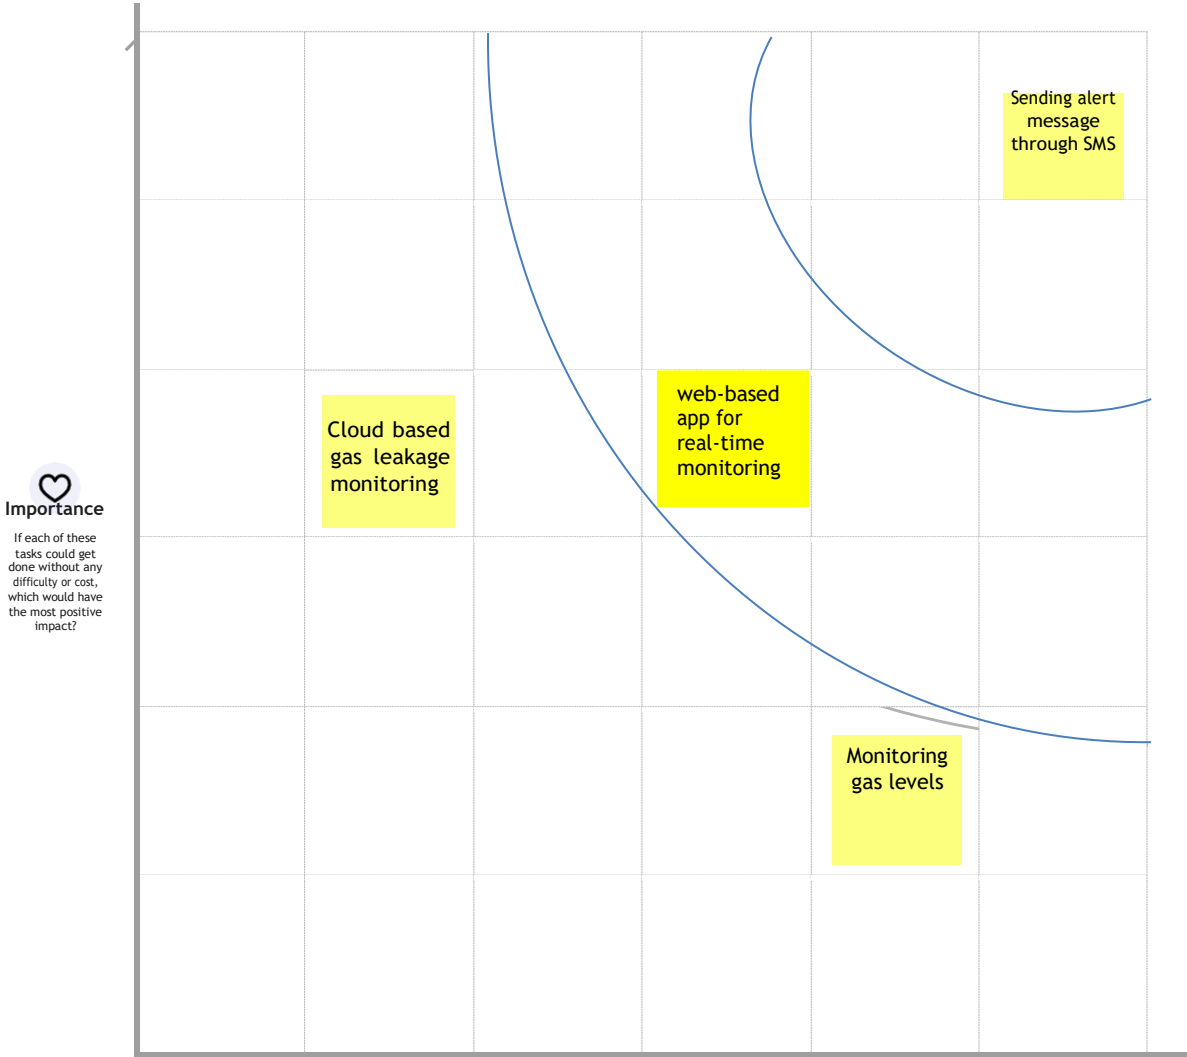 Sending alert
message
through SMS
web-based
app for
real-time
monitoring
Cloud based
gas leakage
monitoring
Importance
If each of these
tasks could get
done without any
difficulty or cost,
which would have
the most positive
impact?
Monitoring
gas levels